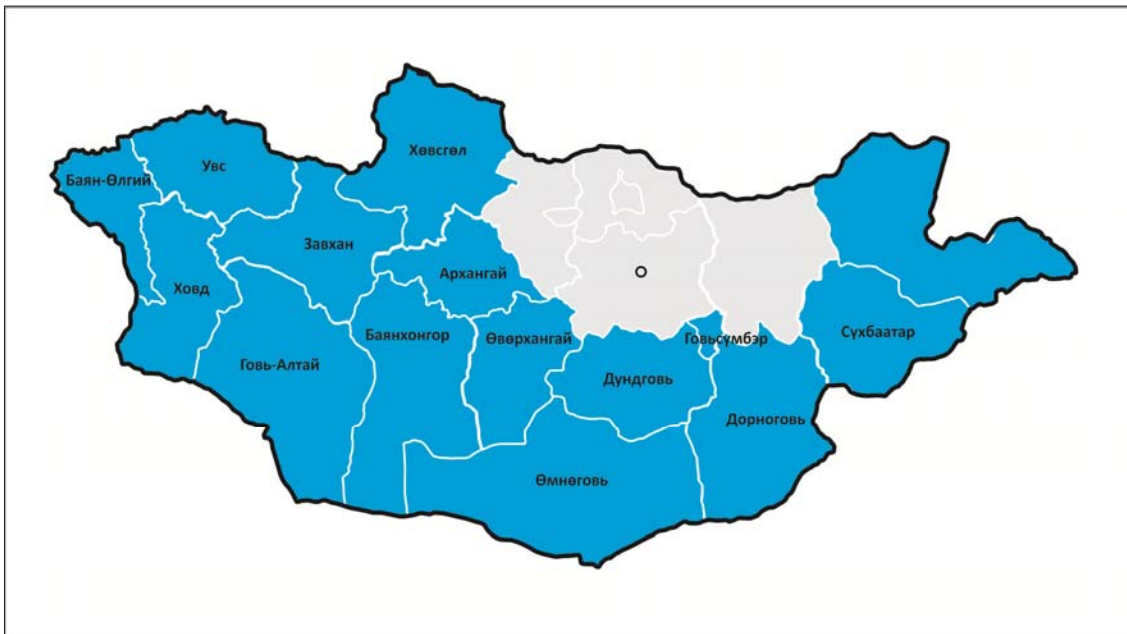 Хөвсгөл
Увс
Баян-Өлгий
Завхан
Архангай
Ховд
Баянхонгор
Өвөрхангай
Говьсүмбэр
Сүхбаатар
Говь-Алтай
Дундговь
Дорноговь
Өмнөговь